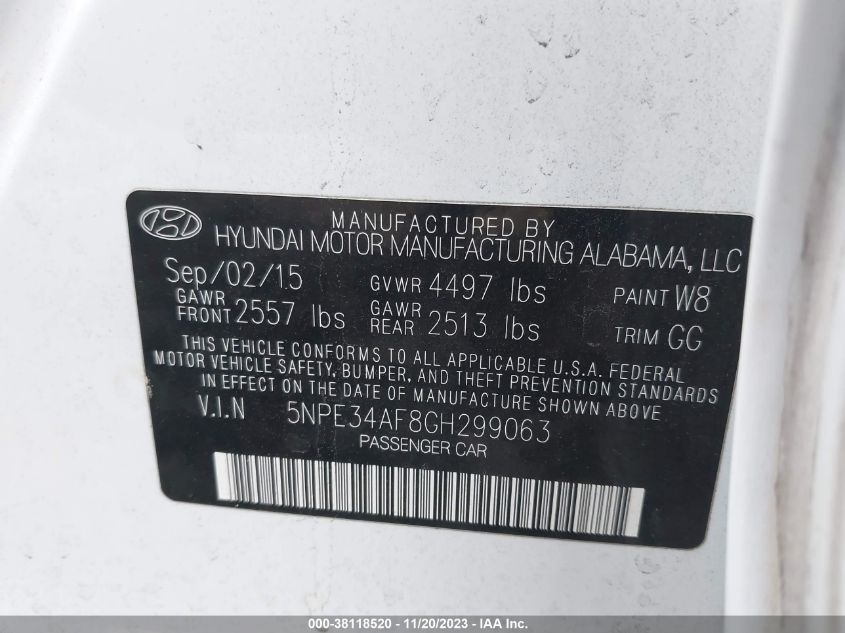 MANUFACTURED BY
HYUNDAI MOTOR MANUFACTURING ALABAMA, LLC
Sep/02/15 GVWR 4497 lbs PAINT W8
GAWR FRONT 2557 lbs GAWR REAR 2513 lbs TRIM GG
THIS VEHICLE CONFORMS TO ALL APPLICABLE U.S.A. FEDERAL
MOTOR VEHICLE SAFETY, BUMPER, AND THEFT PREVENTION STANDARDS
IN EFFECT ON THE DATE OF MANUFACTURE SHOWN ABOVE.
V.I.N 5NPE34AF8GH299063
PASSENGER CAR
000-38118520 - 11/20/2023 - IAA Inc.